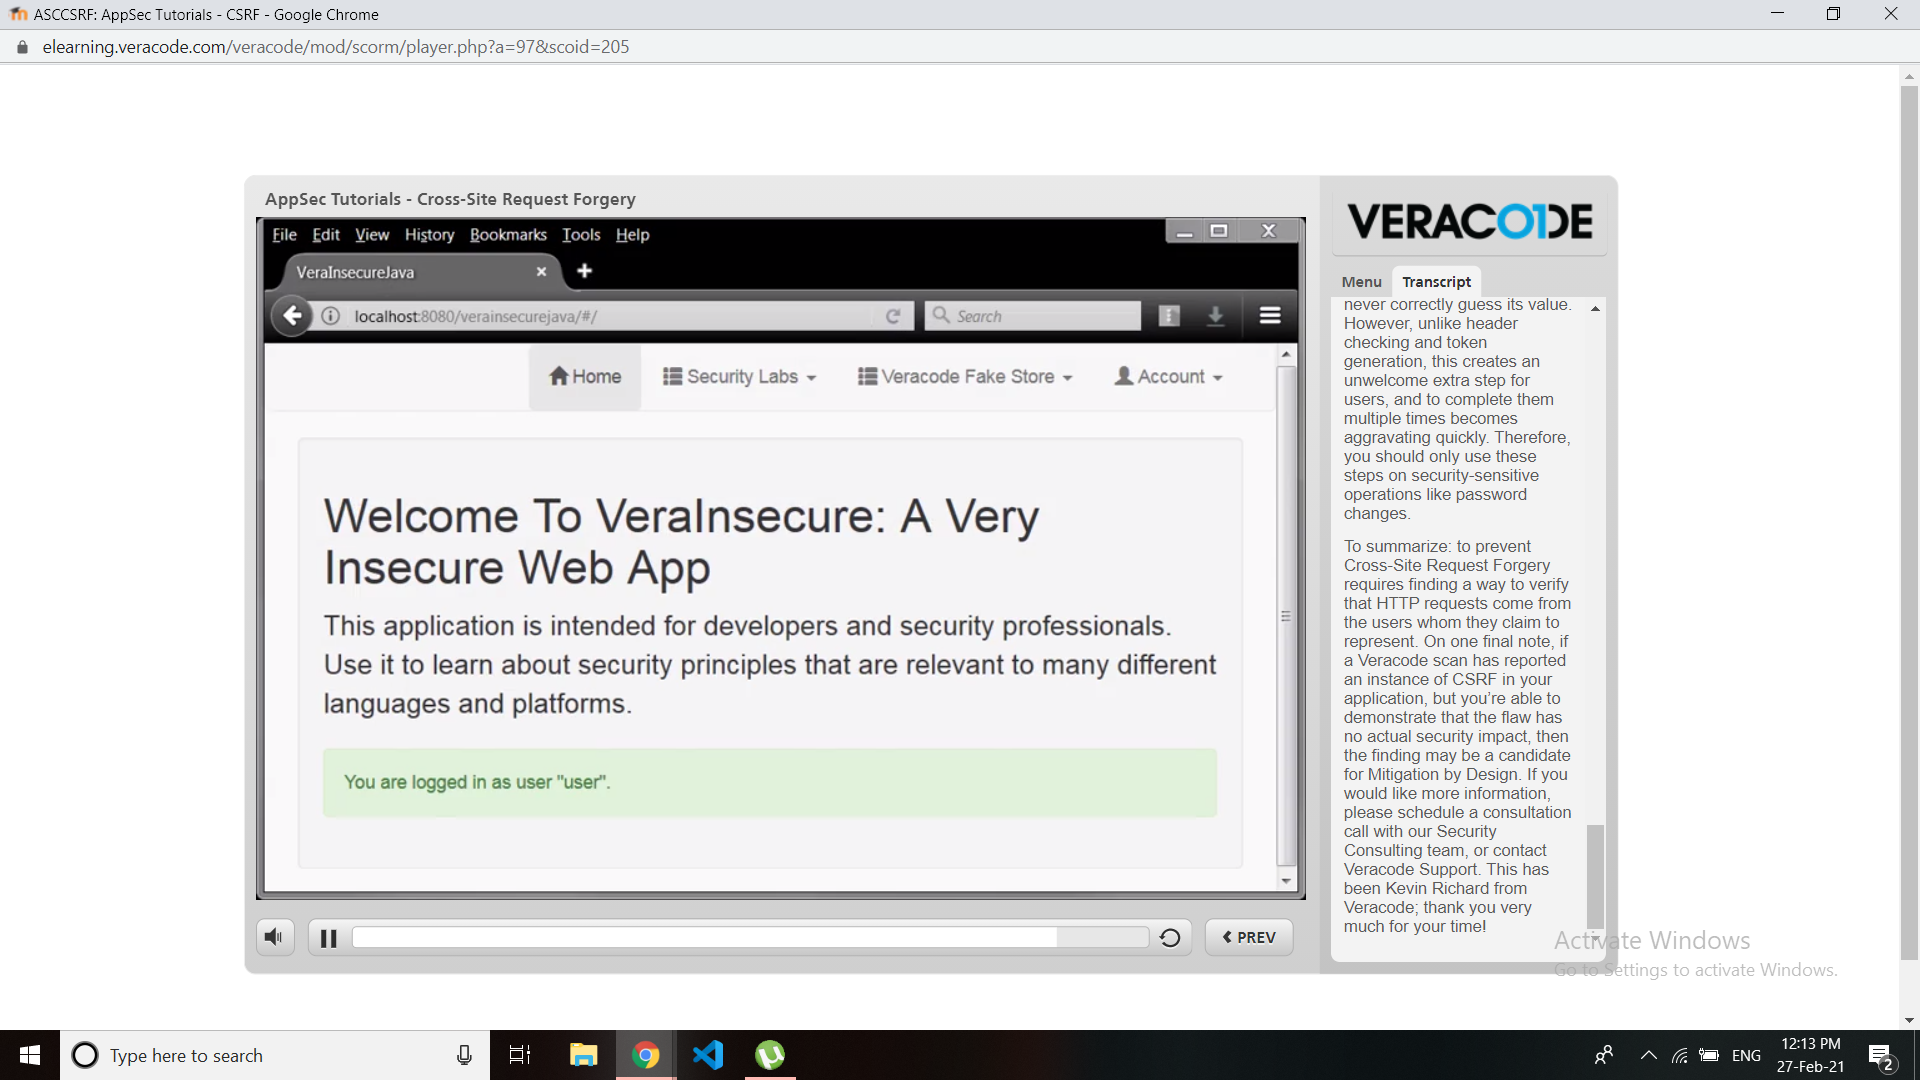 ASCCSRF: AppSec Tutorials - CSRF - Google Chrome
elearning.veracode.com/veracode/mod/scorm/player.php?a=97&scoid=205
AppSec Tutorials - Cross-Site Request Forgery
File Edit View History Bookmarks Tools Help
VeraInsecureJava
localhost:8080/verainsecurejava/#/
Search
Home Security Labs Veracode Fake Store Account
Welcome To VeraInsecure: A Very
Insecure Web App
This application is intended for developers and security professionals.
Use it to learn about security principles that are relevant to many different
languages and platforms.
You are logged in as user "user".
PREV
VERACODE
Menu Transcript
never correctly guess its value.
However, unlike header
checking and token
generation, this creates an
unwelcome extra step for
users, and to complete them
multiple times becomes
aggravating quickly. Therefore,
you should only use these
steps on security-sensitive
operations like password
changes.
To summarize: to prevent
Cross-Site Request Forgery
requires finding a way to verify
that HTTP requests come from
the users whom they claim to
represent. On one final note, if
a Veracode scan has reported
an instance of CSRF in your
application, but you’re able to
demonstrate that the flaw has
no actual security impact, then
the finding may be a candidate
for Mitigation by Design. If you
would like more information,
please schedule a consultation
call with our Security
Consulting team, or contact
Veracode Support. This has
been Kevin Richard from
Veracode; thank you very
much for your time!
Activate Windows
Go to Settings to activate Windows.
Type here to search
ENG
12:13 PM
27-Feb-21
2